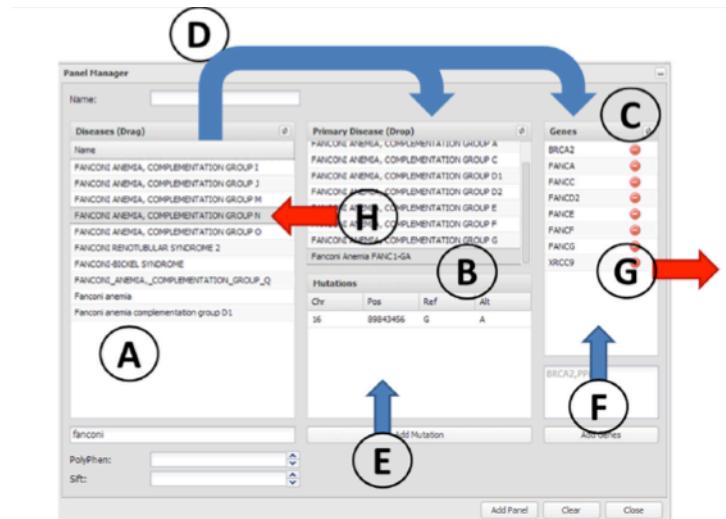 D
Panel Manager
Name:
C
Diseases (Drag)
Primary Disease (Drop)
Genes
Name
FANCONI ANEMIA, COMPLEMENTATION GROUP I
FANCONI ANEMIA, COMPLEMENTATION GROUP J
FANCONI ANEMIA, COMPLEMENTATION GROUP M
FANCONI ANEMIA, COMPLEMENTATION GROUP N
FANCONI ANEMIA, COMPLEMENTATION GROUP O
FANCONI RENOTUBULAR SYNDROME 2
FANCONI-BICKEL SYNDROME
FANCONI_ANEMIA,_COMPLEMENTATION_GROUP_Q
Fanconi anemia
Fanconi anemia complementation group D1
A
fanconi
PolyPhen:
Sift:
FANCONI ANEMIA, COMPLEMENTATION GROUP A
FANCONI ANEMIA, COMPLEMENTATION GROUP C
FANCONI ANEMIA, COMPLEMENTATION GROUP D1
FANCONI ANEMIA, COMPLEMENTATION GROUP D2
FANCONI ANEMIA, COMPLEMENTATION GROUP E
FANCONI ANEMIA, COMPLEMENTATION GROUP F
FANCONI ANEMIA, COMPLEMENTATION GROUP G
Fanconi Anemia FANC1-GA
H
B
Mutations
Chr Pos Ref Alt
16 89843456 G A
E
Add Mutation
BRCA2
FANCA
FANCC
FANCD2
FANCE
FANCF
FANCG
XRCC9
G
BRCA2,
F
Add Genes
Add Panel Clear Close